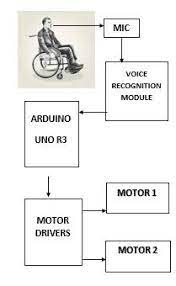 MIC
VOICE
RECOGNITION
MODULE
ARDUINO
UNO R3
MOTOR
DRIVERS
MOTOR 1
MOTOR 2